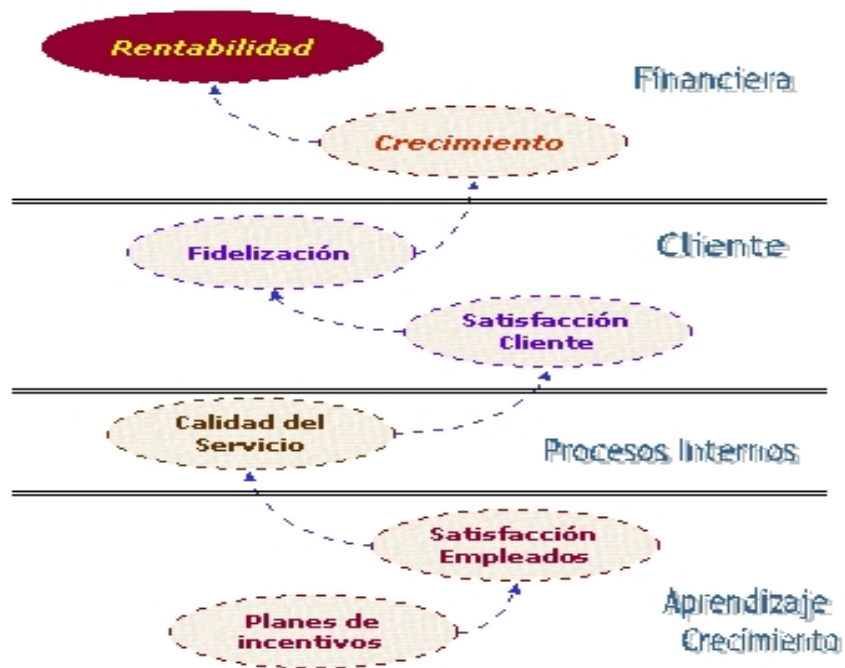 Rentabilidad
Financiera
Crecimiento
Fidelización
Cliente
Satisfacción
Cliente
Calidad del
Servicio
Procesos Internos
Satisfacción
Empleados
Aprendizaje
Crecimiento
Planes de
incentivos